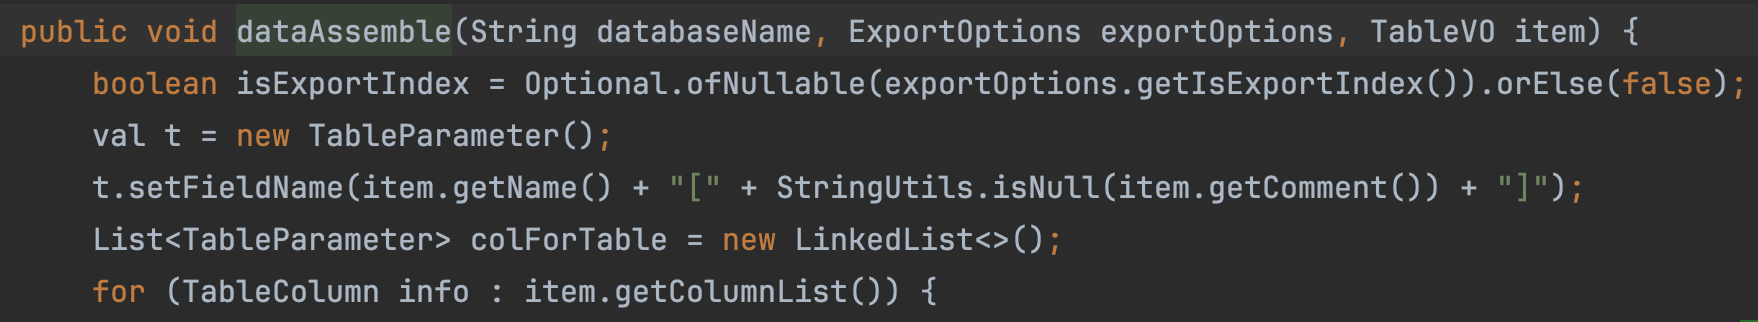 public void dataAssemble(String databaseName, ExportOptions exportOptions, TableVO item) {
boolean isExportIndex = Optional.ofNullable(exportOptions.getIsExportIndex()).orElse(false);
val t = new TableParameter();
t.setFieldName(item.getName() + "[" + StringUtils.isNull(item.getComment()) + "]");
List<TableParameter> colForTable = new LinkedList<>();
for (TableColumn info : item.getColumnList()) {